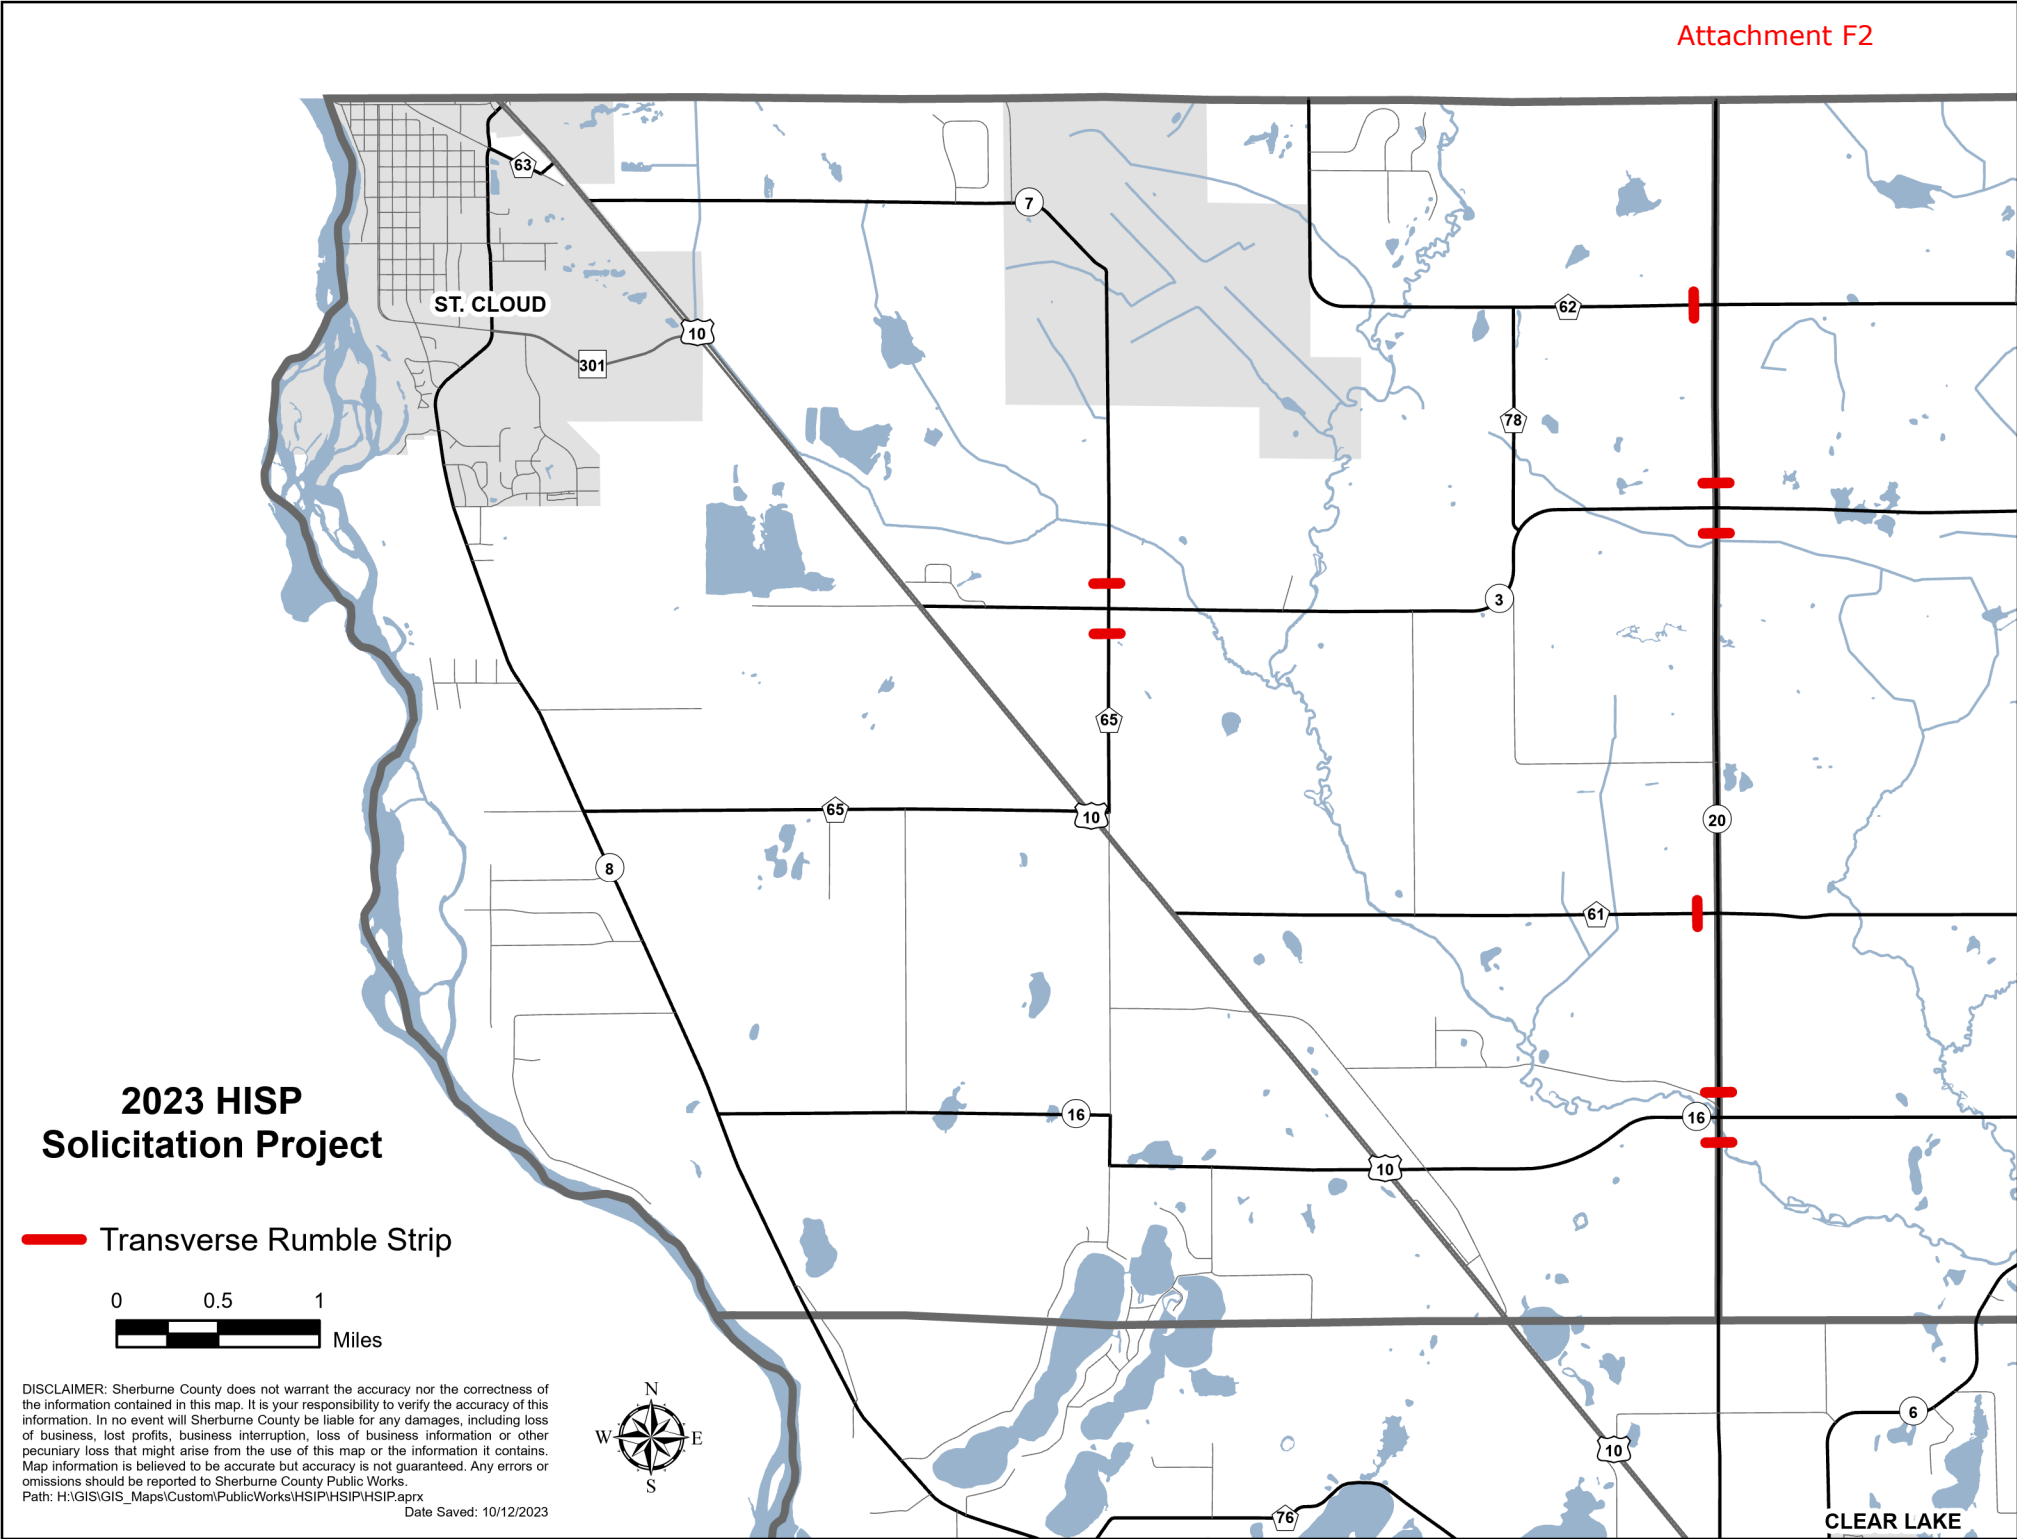 Attachment F2
63
7
ST. CLOUD
62
10
301
78
3
65
65
10
20
8
61
2023 HISP
Solicitation Project
16
16
10
Transverse Rumble Strip
0 0.5 1
Miles
DISCLAIMER: Sherburne County does not warrant the accuracy nor the correctness of
the information contained in this map. It is your responsibility to verify the accuracy of this
information. In no event will Sherburne County be liable for any damages, including loss
of business, lost profits, business interruption, loss of business information or other
pecuniary loss that might arise from the use of this map or the information it contains.
Map information is believed to be accurate but accuracy is not guaranteed. Any errors or
omissions should be reported to Sherburne County Public Works.
Path: H:\GIS\GIS_Maps\Custom\PublicWorks\HSIP\HSIP\HSIP.aprx
Date Saved: 10/12/2023
N
W E
S
6
10
76
CLEAR LAKE